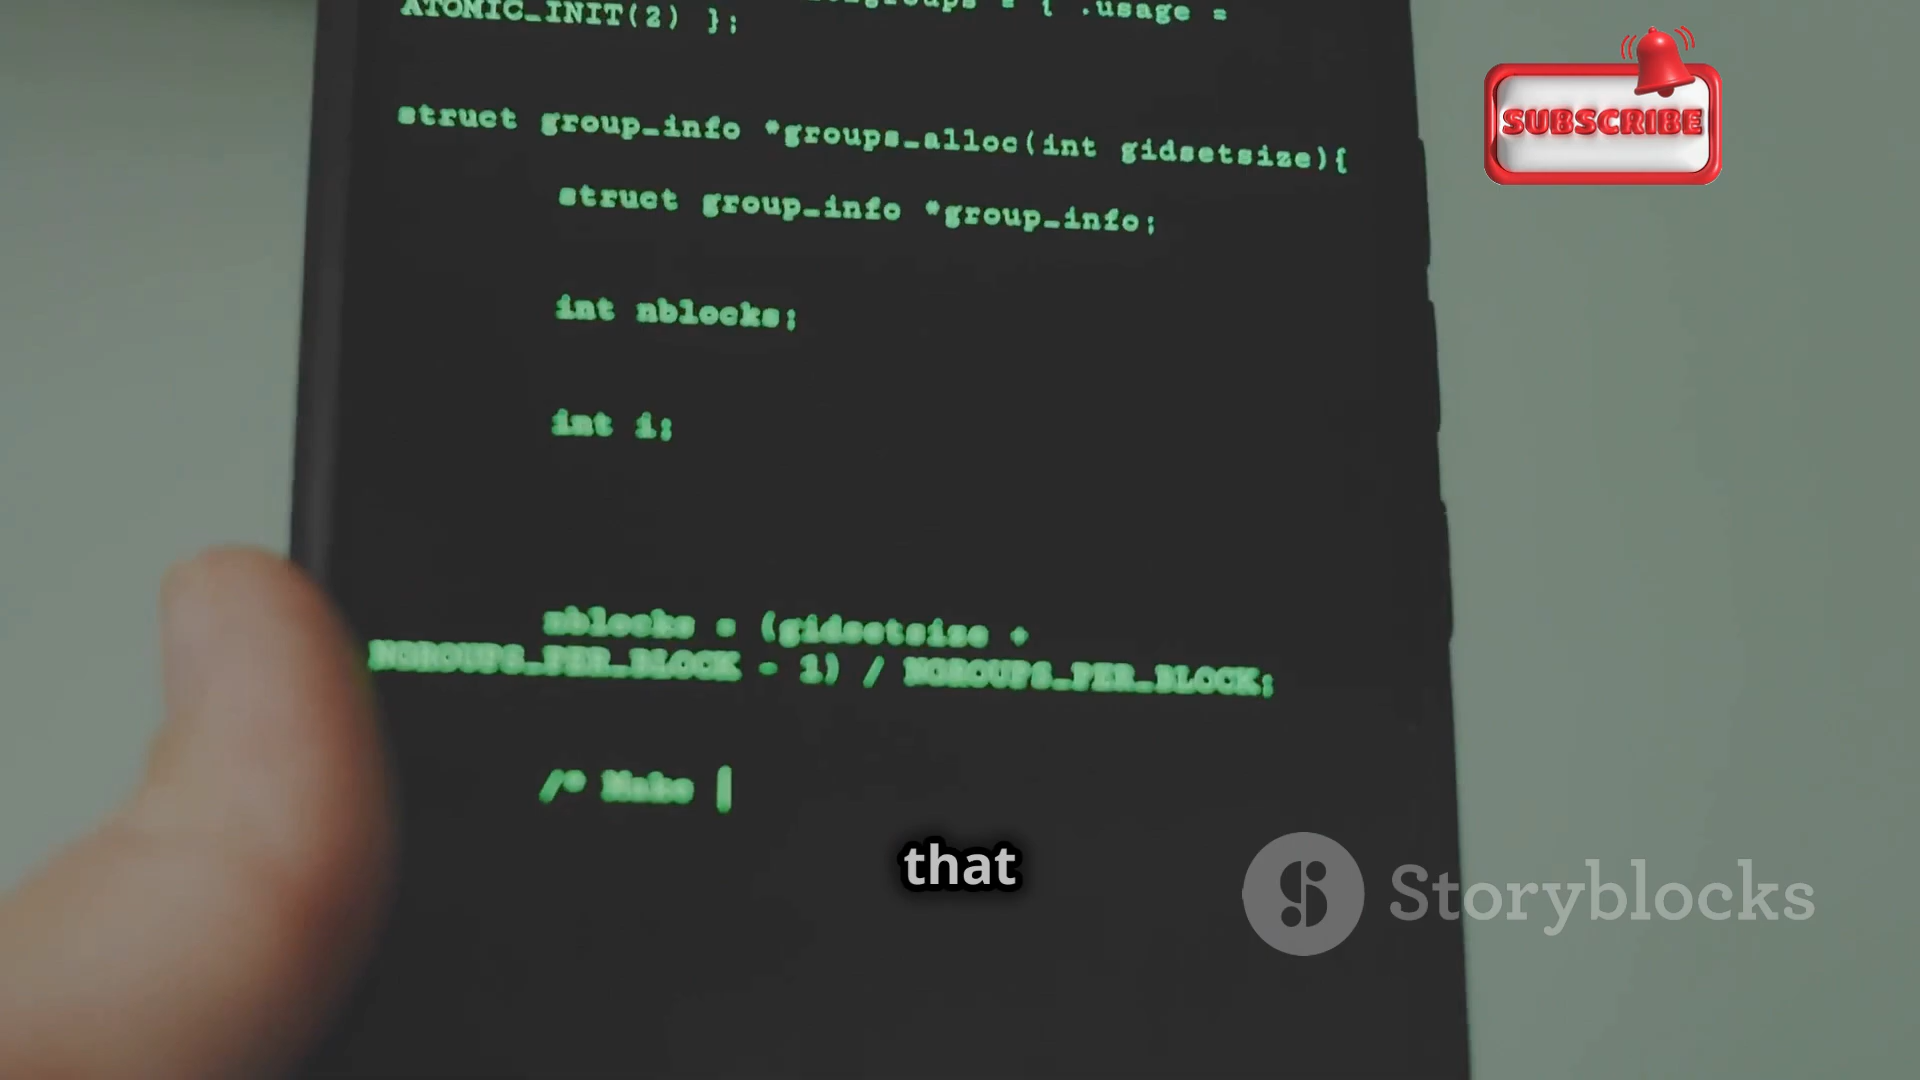 = { .usage =
ATOMIC_INIT(2) };
struct group_info *groups_alloc(int gidsetsize){
struct group_info *group_info;
int nblocks;
int i;
nblocks = (gidsetsize +
NGROUPS_PER_BLOCK - 1) / NGROUPS_PER_BLOCK;
/* Make
SUBSCRIBE
that
Storyblocks